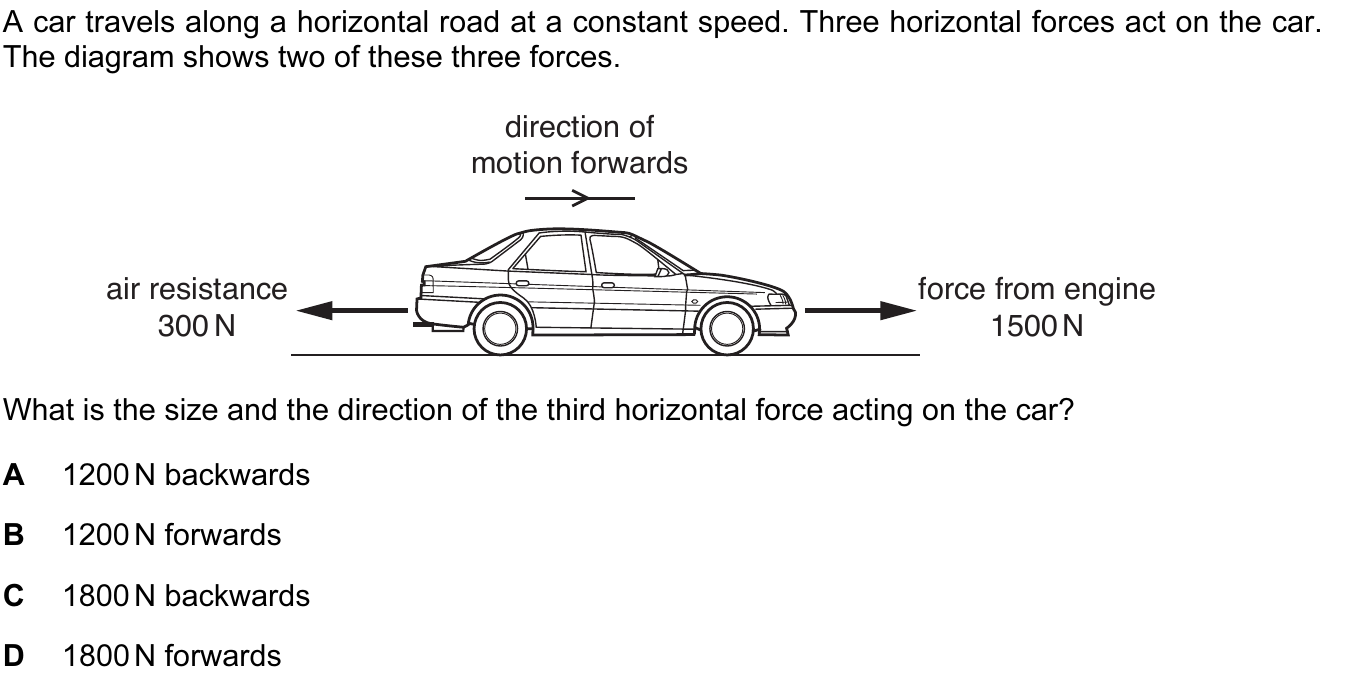 A car travels along a horizontal road at a constant speed. Three horizontal forces act on the car.
The diagram shows two of these three forces.
direction of
motion forwards
air resistance
300 N
force from engine
1500 N
What is the size and the direction of the third horizontal force acting on the car?
A 1200 N backwards
B 1200 N forwards
C 1800 N backwards
D 1800 N forwards